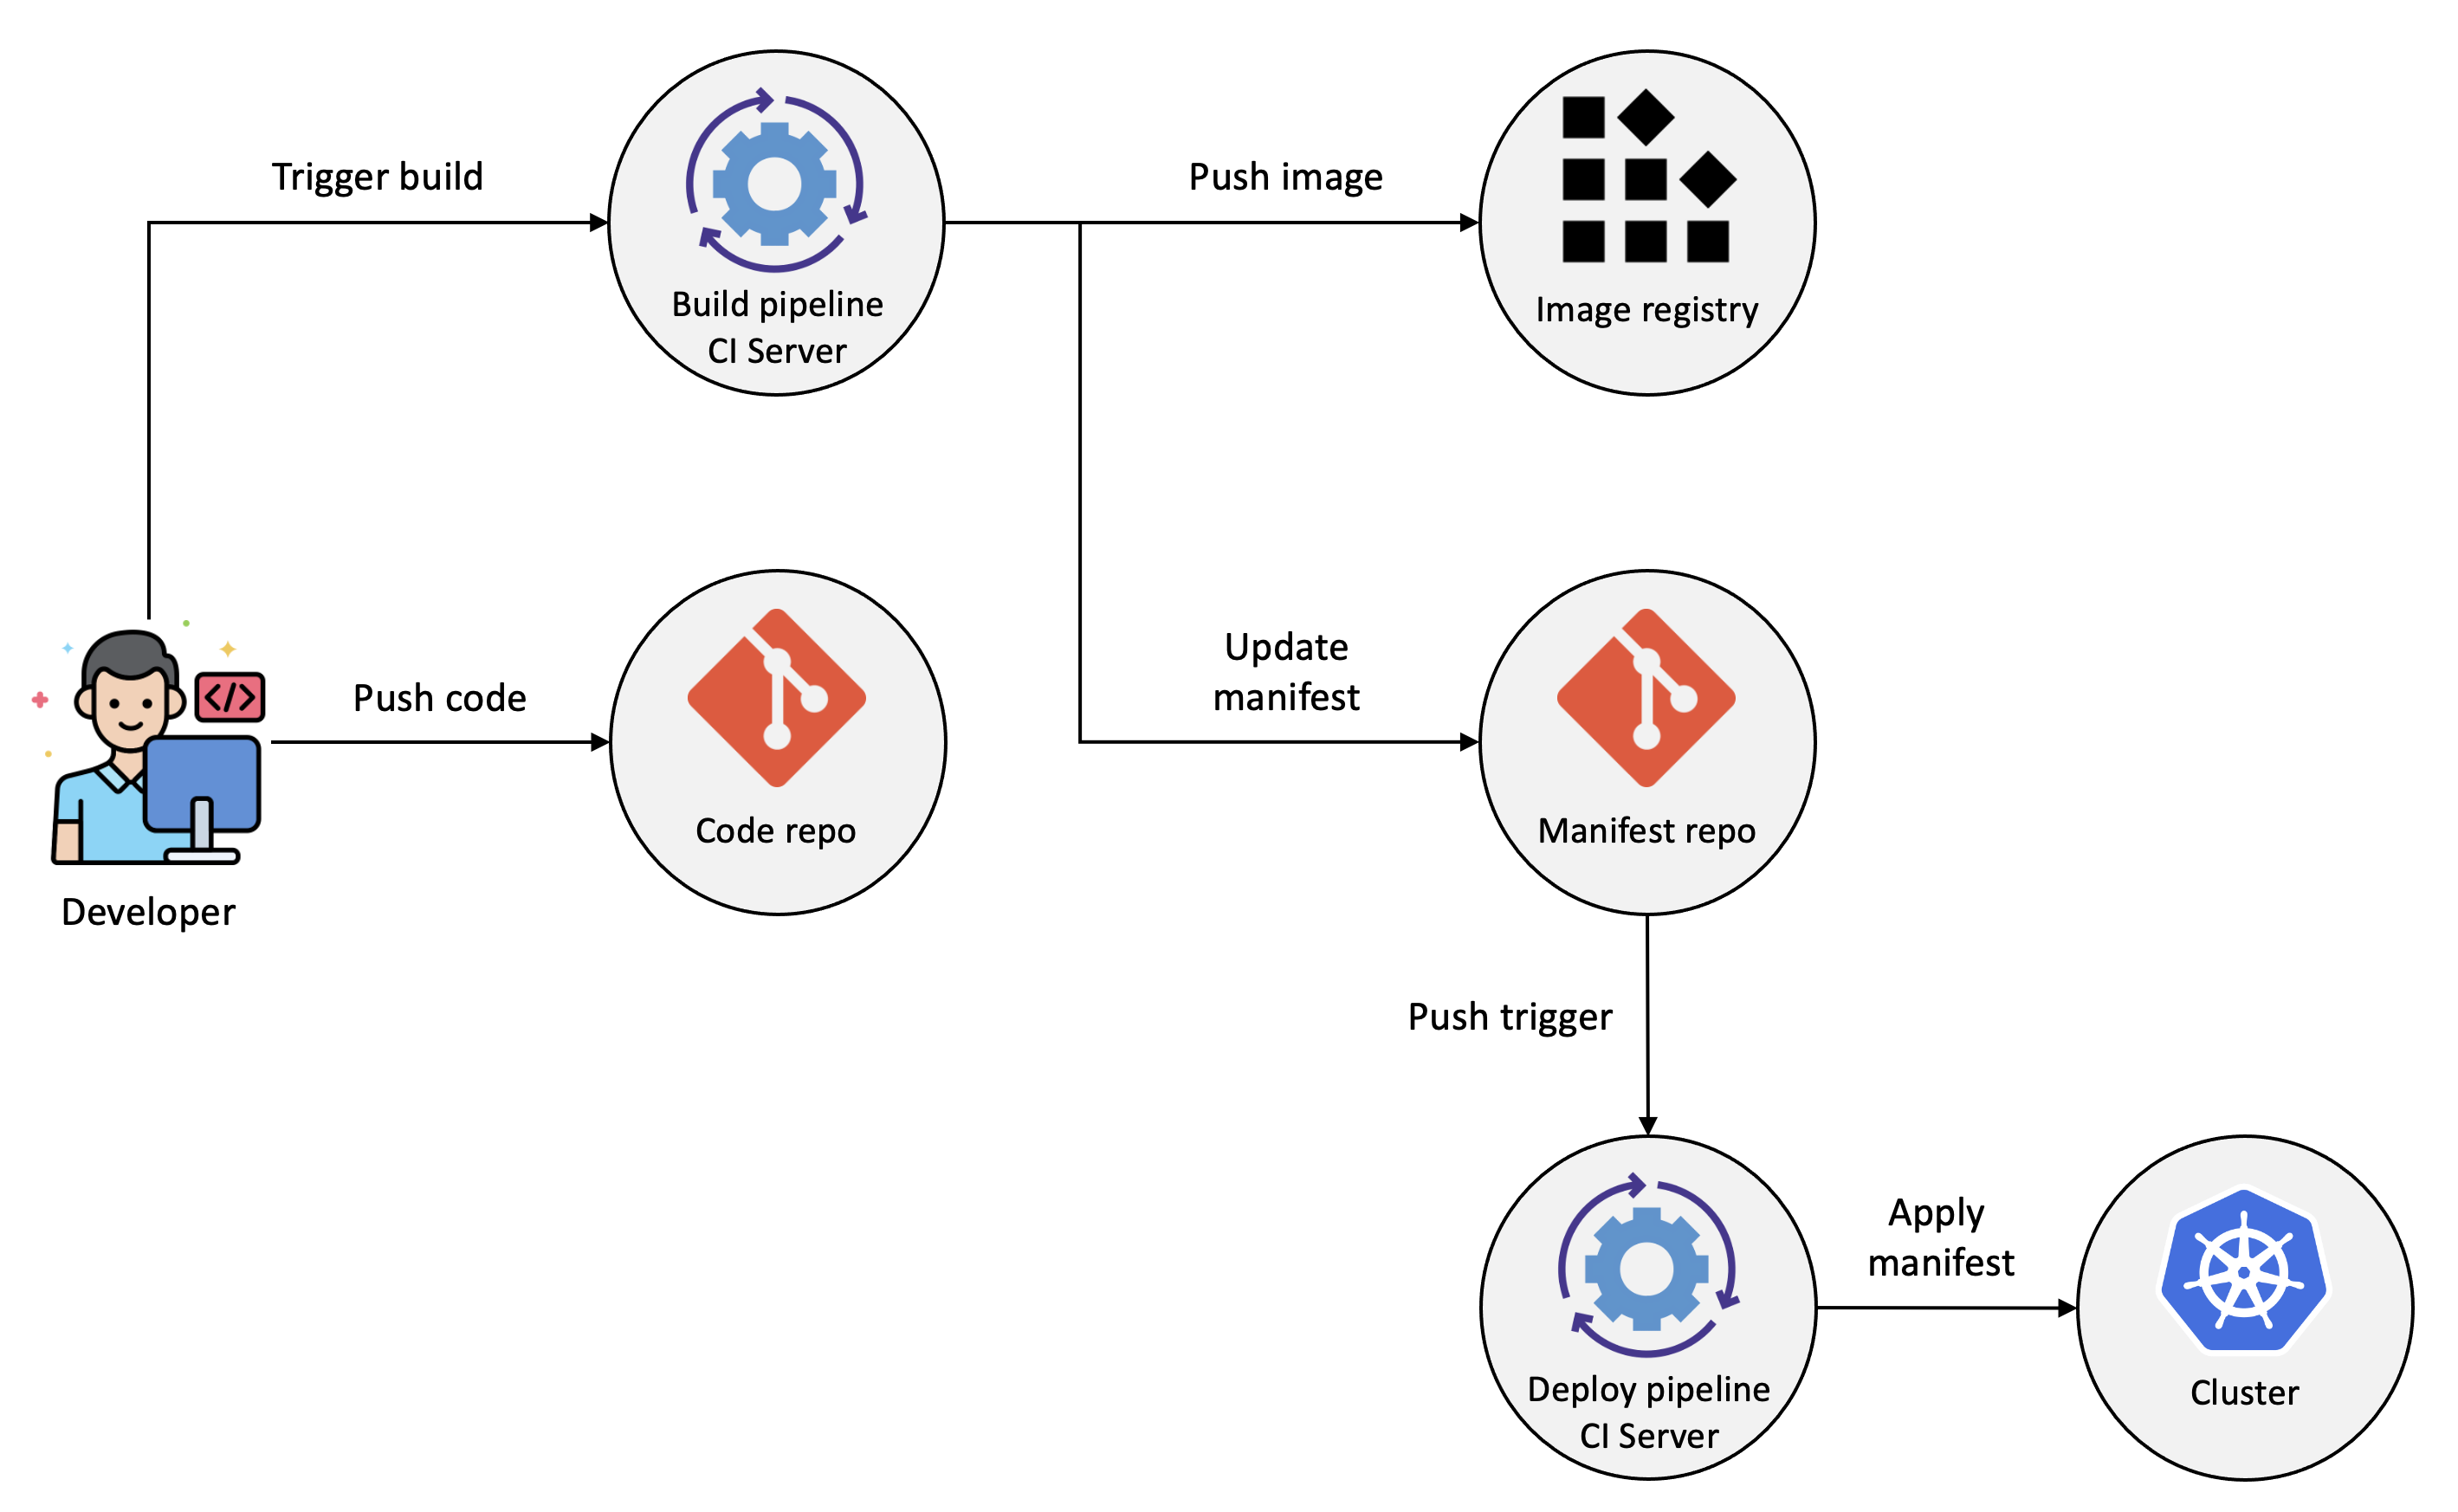 Trigger build
Push image
Build pipeline
CI Server
Image registry
Push code
Update
manifest
Code repo
Manifest repo
</>
Developer
Push trigger
Apply
manifest
Deploy pipeline
CI Server
Cluster